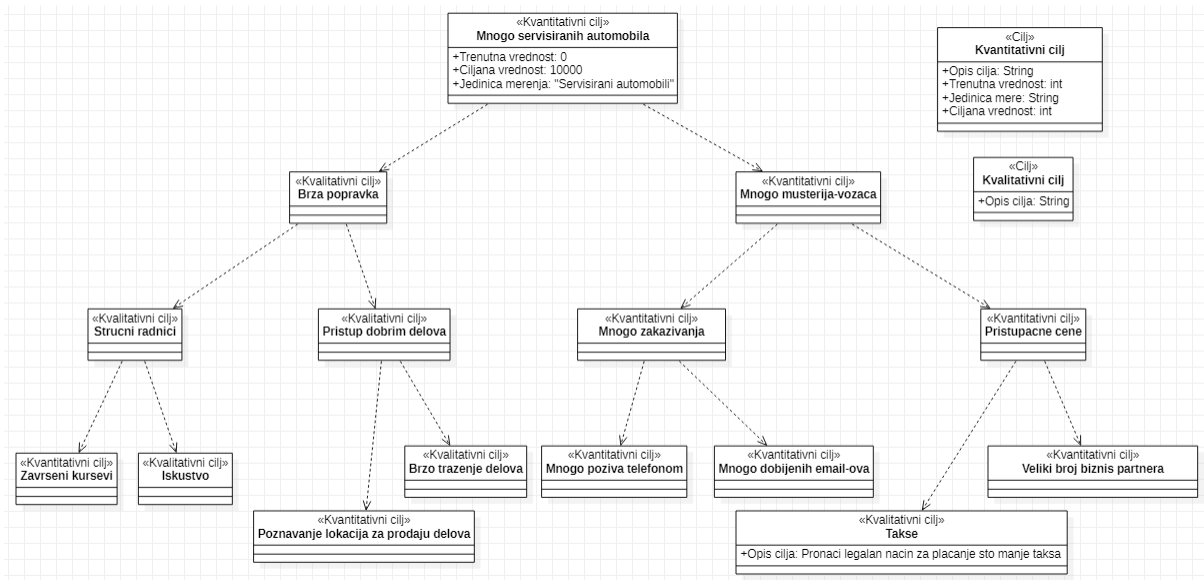 «Kvantitativni cilj»
Mnogo servisiranih automobila
+Trenutna vrednost: 0
+Ciljana vrednost: 10000
+Jedinica merenja: "Servisirani automobili"
«Cilj»
Kvantitativni cilj
+Opis cilja: String
+Trenutna vrednost: int
+Jedinica mere: String
+Ciljana vrednost: int
«Cilj»
Kvalitativni cilj
+Opis cilja: String
«Kvalitativni cilj»
Brza popravka
«Kvantitativni cilj»
Mnogo musterija-vozaca
«Kvalitativni cilj»
Strucni radnici
«Kvalitativni cilj»
Pristup dobrim delova
«Kvantitativni cilj»
Mnogo zakazivanja
«Kvantitativni cilj»
Pristupacne cene
«Kvantitativni cilj»
Zavrseni kursevi
«Kvalitativni cilj»
Iskustvo
«Kvalitativni cilj»
Brzo trazenje delova
«Kvantitativni cilj»
Mnogo poziva telefonom
«Kvantitativni cilj»
Mnogo dobijenih email-ova
«Kvantitativni cilj»
Veliki broj biznis partnera
«Kvantitativni cilj»
Poznavanje lokacija za prodaju delova
«Kvalitativni cilj»
Takse
+Opis cilja: Pronaci legalan nacin za placanje sto manje taksa